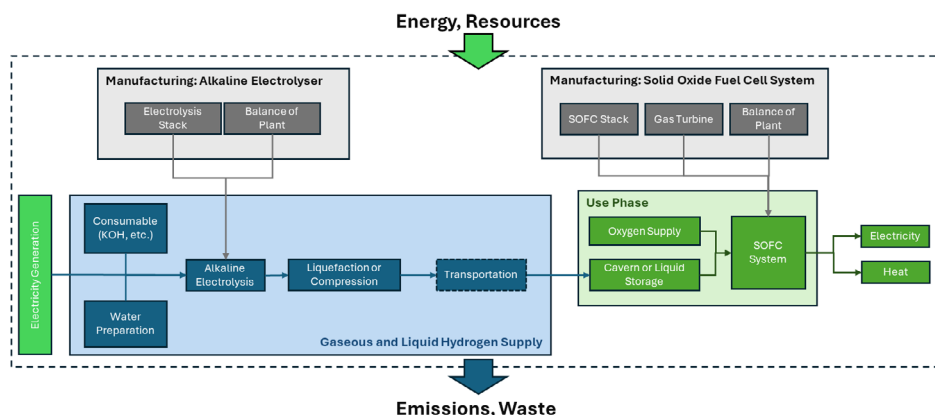 Energy, Resources
Manufacturing: Alkaline Electrolyser
Electrolysis
Stack
Balance of
Plant
Manufacturing: Solid Oxide Fuel Cell System
SOFC Stack
Gas Turbine
Balance of
Plant
Electricity Generation
Consumable
(KOH, etc.)
Water
Preparation
Alkaline
Electrolysis
Liquefaction or
Compression
Transportation
Gaseous and Liquid Hydrogen Supply
Use Phase
Oxygen Supply
Cavern or Liquid
Storage
SOFC
System
Electricity
Heat
Emissions, Waste